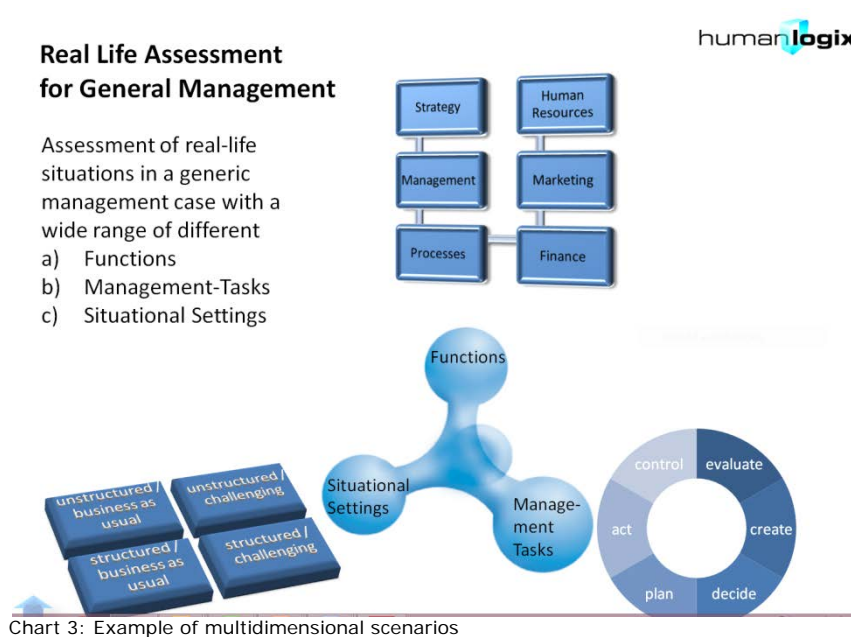 humanlogix
Real Life Assessment
for General Management
Assessment of real-life
situations in a generic
management case with a
wide range of different
a) Functions
b) Management-Tasks
c) Situational Settings
Strategy
Human
Resources
Management
Marketing
Processes
Finance
Functions
Situational
Settings
Manage-
ment
Tasks
unstructured /
business as
usual
unstructured /
challenging
structured /
business as
usual
structured /
challenging
control
evaluate
act
create
plan
decide
Chart 3: Example of multidimensional scenarios